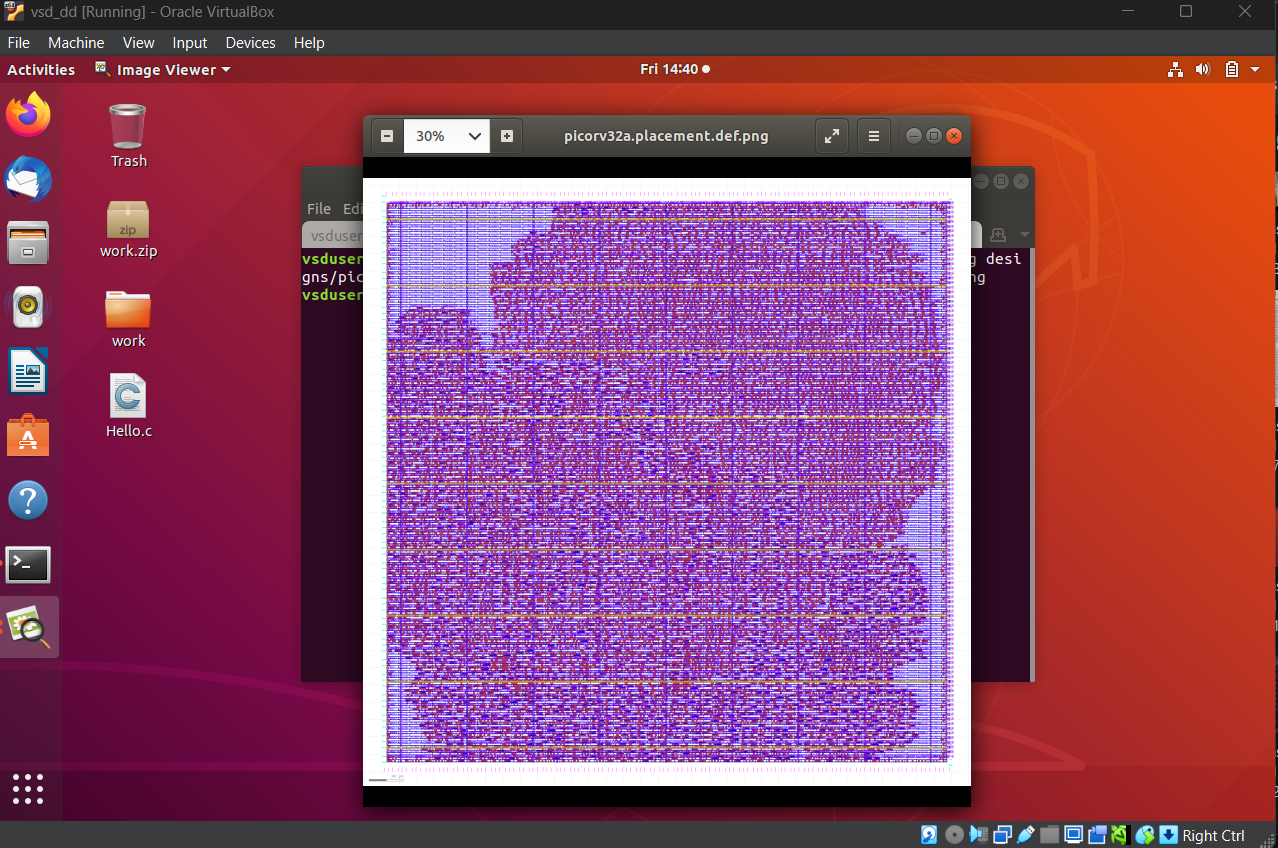 vsd_dd [Running] - Oracle VirtualBox
File Machine View Input Devices Help
Activities Image Viewer Fri 14:40
30% picorv32a.placement.def.png
Trash
zip
work.zip
work
C
Hello.c
File Edi
vsduser
vsduser g desi
gns/pic ng
vsduser
Right Ctrl